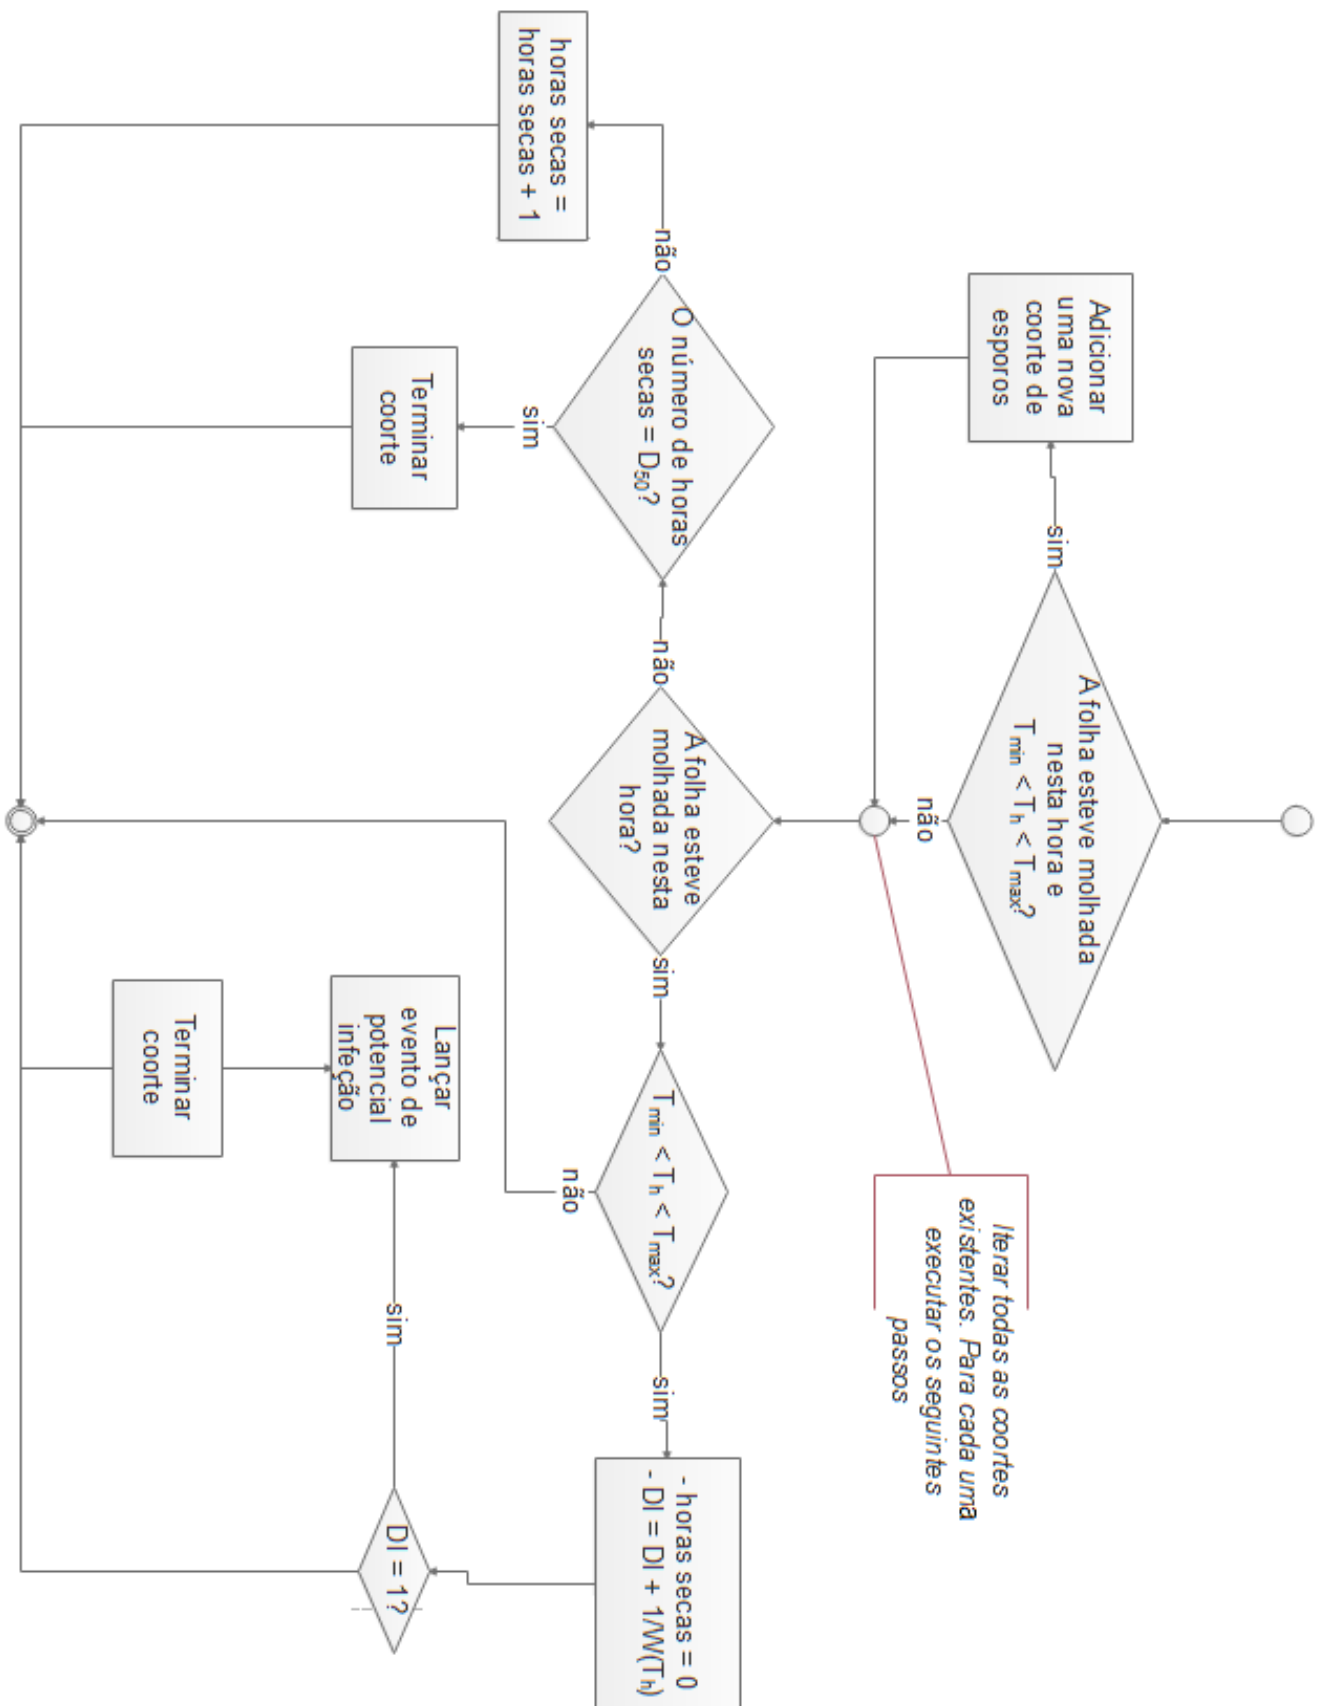 A folha esteve molhada
nesta hora e
Tmin < Th < Tmax?
sim
Adicionar
uma nova
coorte de
esporos
não
Iterar todas as coortes
existentes. Para cada uma
executar os seguintes
passos
A folha esteve
molhada nesta
hora?
não
O número de horas
secas = D50?
não
horas secas =
horas secas + 1
sim
Terminar
coorte
sim
Tmin < Th < Tmax?
não
sim
- horas secas = 0
- DI = DI + 1/W(Th)
DI = 1?
sim
Lançar
evento de
potencial
infeção
Terminar
coorte